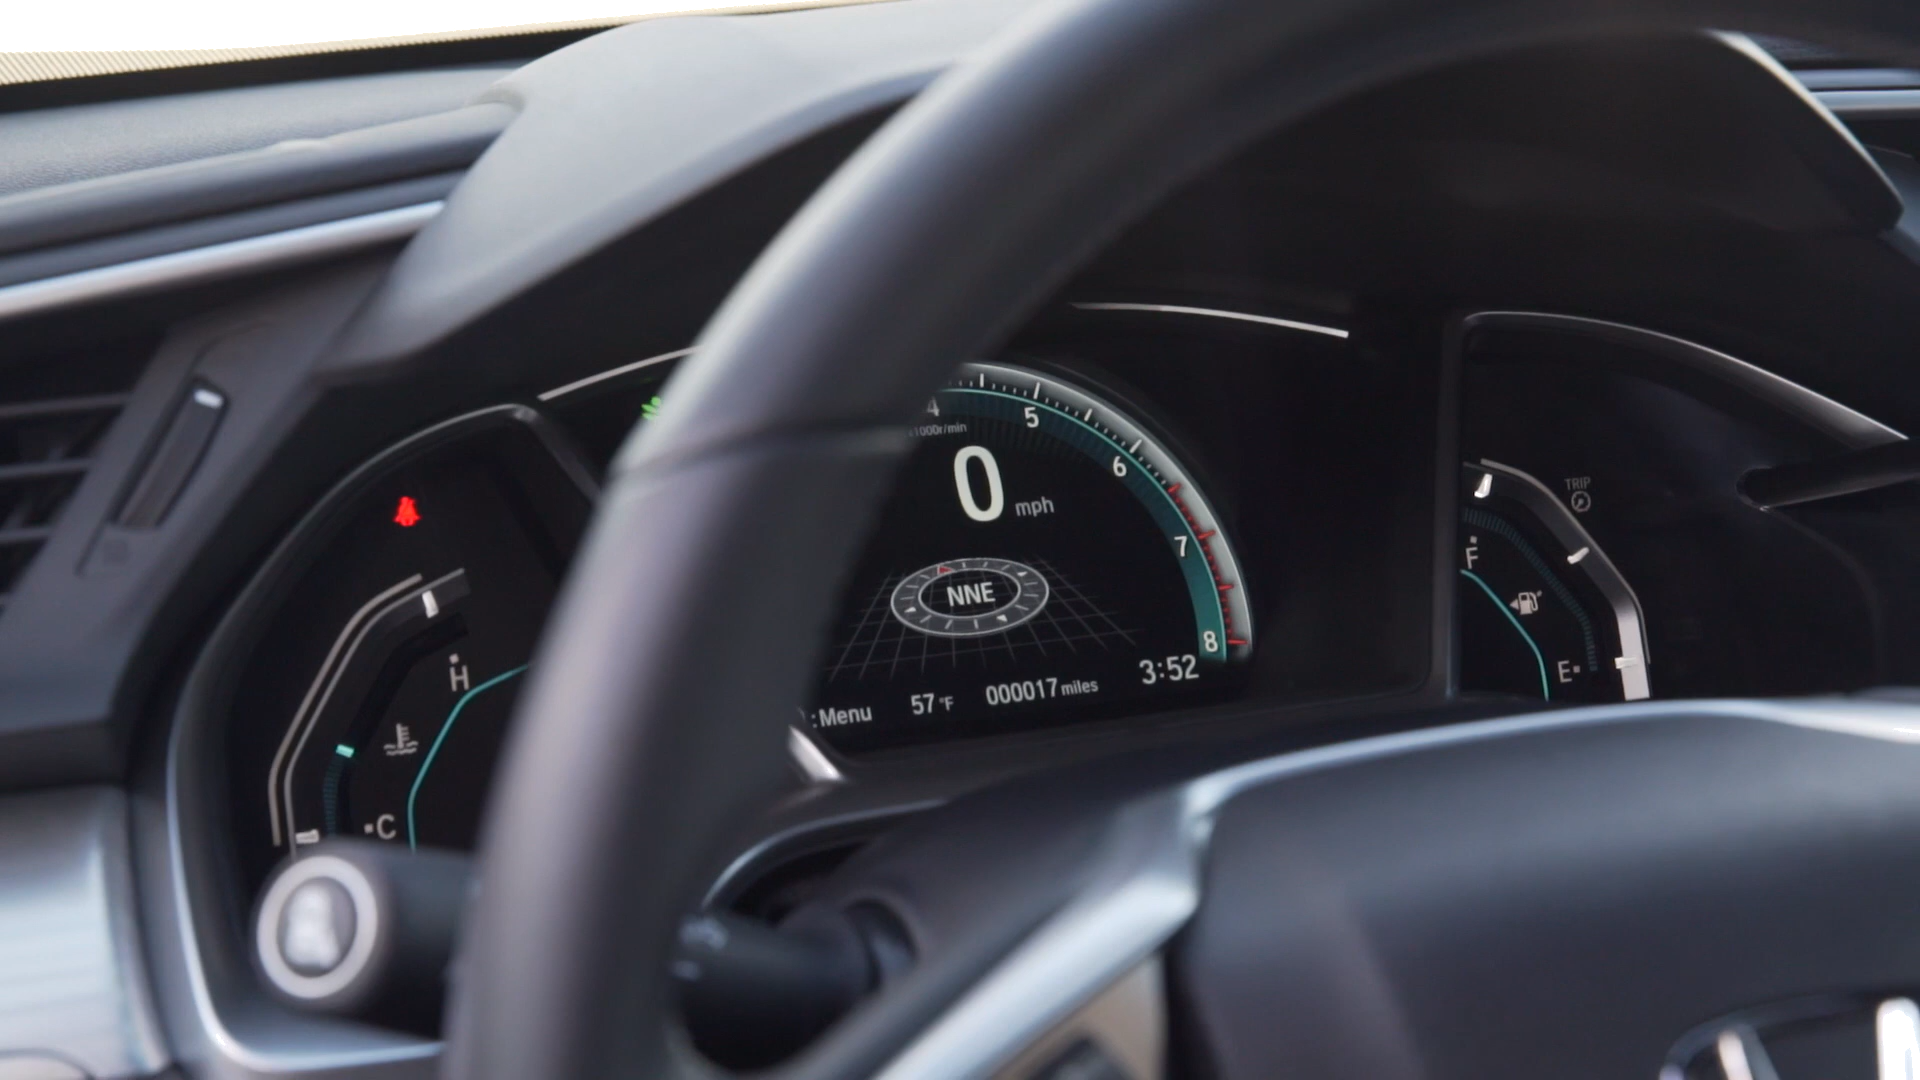 H
C
4
5
6
7
8
x1000r/min
0 mph
NNE
: Menu
57 °F
000017 miles
3:52
TRIP
F
E